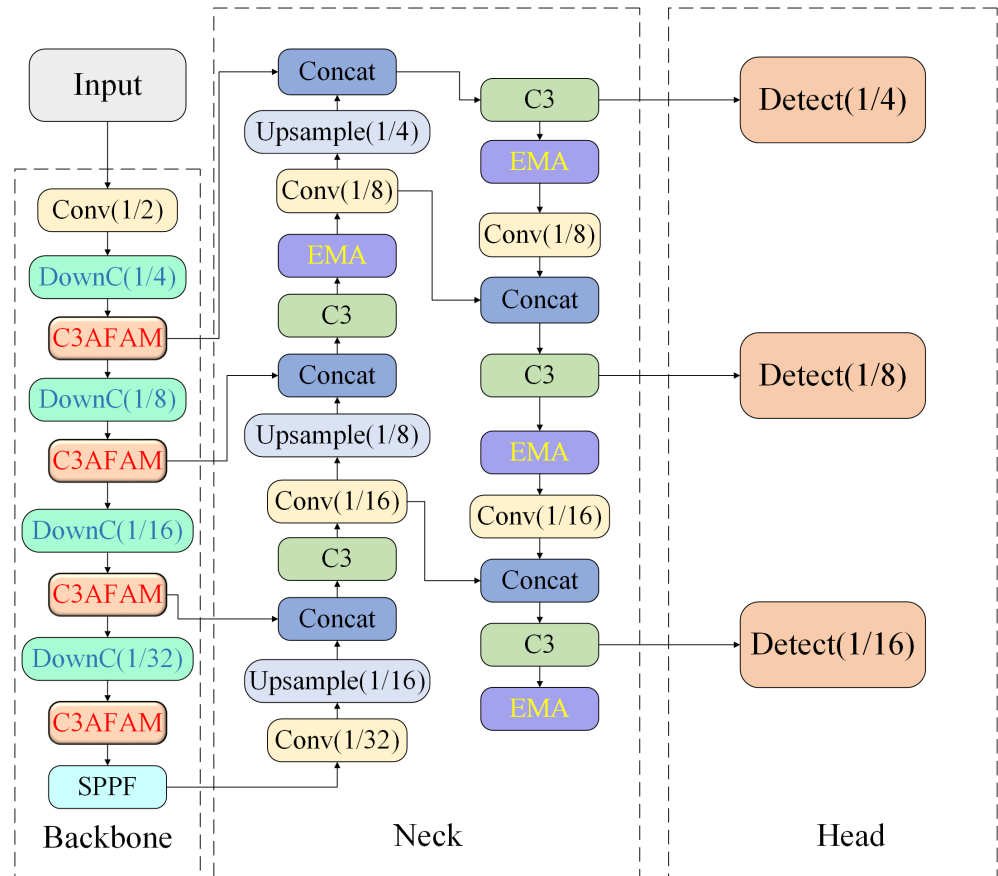 Input
Conv(1/2)
DownC(1/4)
C3AFAM
DownC(1/8)
C3AFAM
DownC(1/16)
C3AFAM
DownC(1/32)
C3AFAM
SPPF
Backbone
Concat
Upsample(1/4)
Conv(1/8)
EMA
C3
Concat
Upsample(1/8)
Conv(1/16)
C3
Concat
Upsample(1/16)
Conv(1/32)
C3
EMA
Conv(1/8)
Concat
C3
EMA
Conv(1/16)
Concat
C3
EMA
Neck
Detect(1/4)
Detect(1/8)
Detect(1/16)
Head